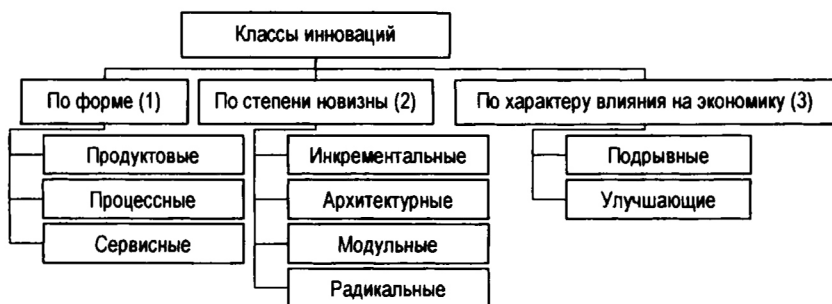 Классы инноваций
По форме (1)
Продуктовые
Процессные
Сервисные
По степени новизны (2)
Инкрементальные
Архитектурные
Модульные
Радикальные
По характеру влияния на экономику (3)
Подрывные
Улучшающие